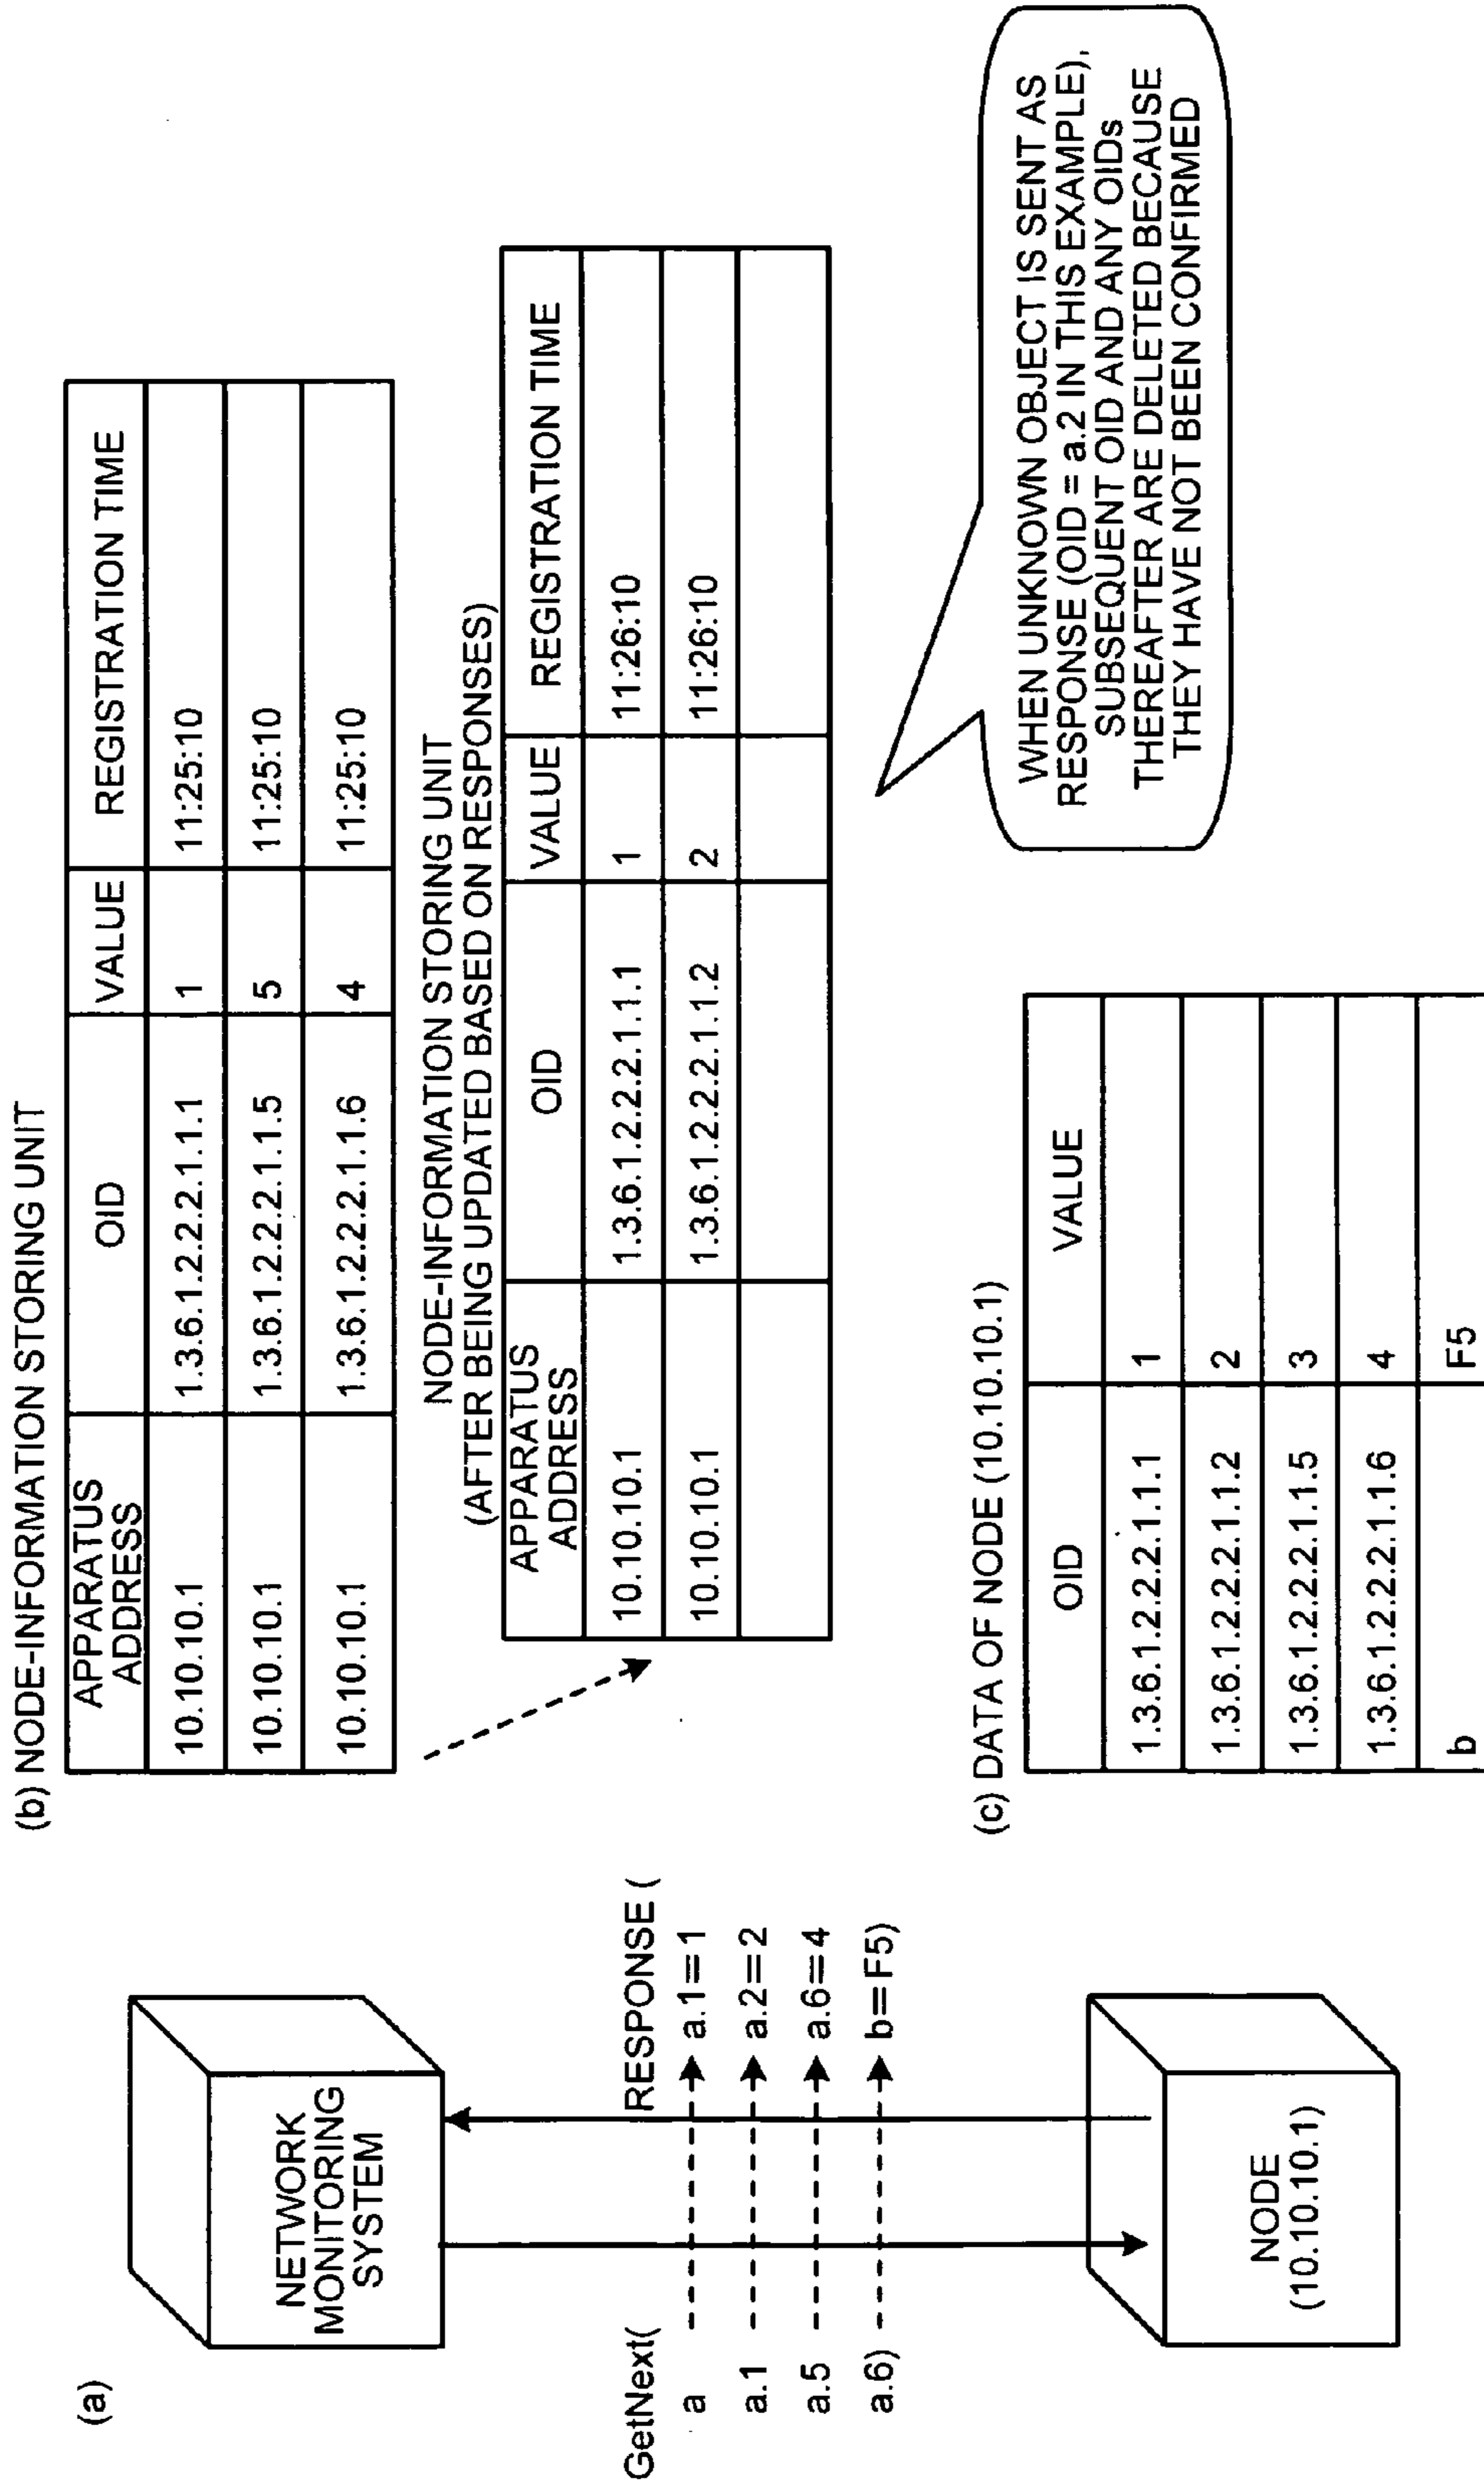 (a)
NETWORK
MONITORING
SYSTEM
GetNext( RESPONSE (
a a.1=1
a.1 a.2=2
a.5 a.6=4
a.6) b=F5)
NODE
(10.10.10.1)
(b) NODE-INFORMATION STORING UNIT
APPARATUS ADDRESS OID VALUE REGISTRATION TIME
10.10.10.1 1.3.6.1.2.2.2.1.1.1 1 11:25:10
10.10.10.1 1.3.6.1.2.2.2.1.1.5 5 11:25:10
10.10.10.1 1.3.6.1.2.2.2.1.1.6 4 11:25:10
NODE-INFORMATION STORING UNIT
(AFTER BEING UPDATED BASED ON RESPONSES)
APPARATUS ADDRESS OID VALUE REGISTRATION TIME
10.10.10.1 1.3.6.1.2.2.2.1.1.1 1 11:26:10
10.10.10.1 1.3.6.1.2.2.2.1.1.2 2 11:26:10
WHEN UNKNOWN OBJECT IS SENT AS
RESPONSE (OID = a.2 IN THIS EXAMPLE),
SUBSEQUENT OID AND ANY OIDs
THEREAFTER ARE DELETED BECAUSE
THEY HAVE NOT BEEN CONFIRMED
(c) DATA OF NODE (10.10.10.1)
OID VALUE
1.3.6.1.2.2.2.1.1.1 1
1.3.6.1.2.2.2.1.1.2 2
1.3.6.1.2.2.2.1.1.5 3
1.3.6.1.2.2.2.1.1.6 4
b F5